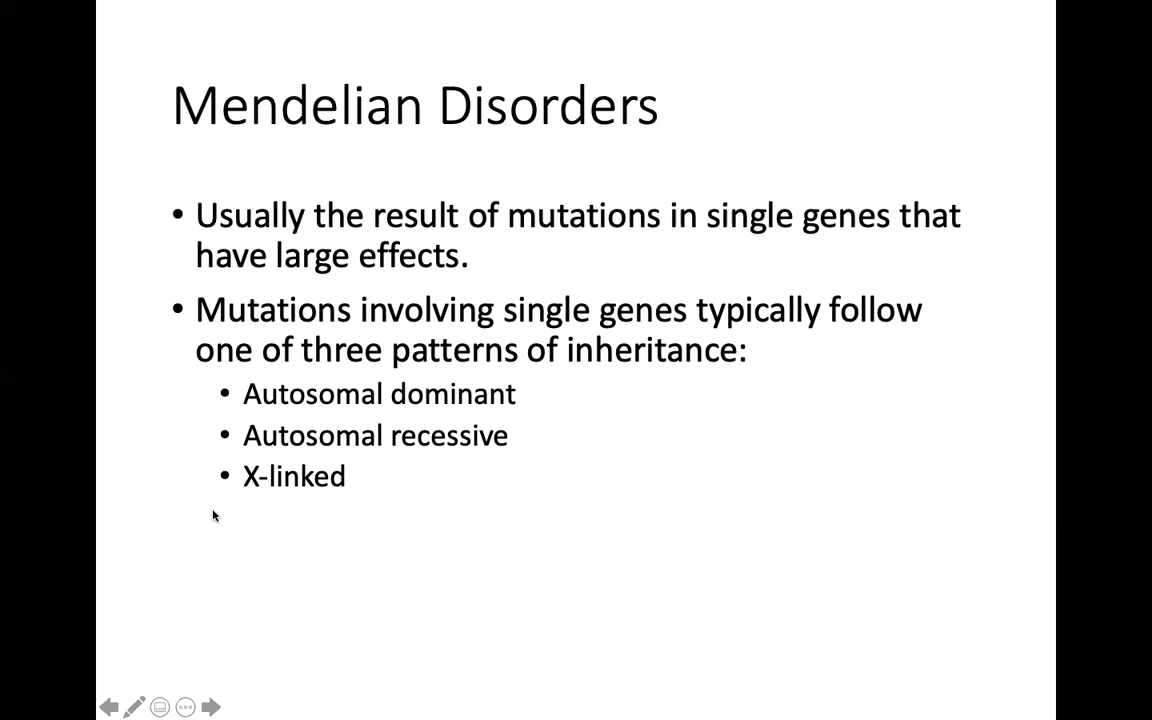 Mendelian Disorders
• Usually the result of mutations in single genes that
have large effects.
• Mutations involving single genes typically follow
one of three patterns of inheritance:
• Autosomal dominant
• Autosomal recessive
• X-linked